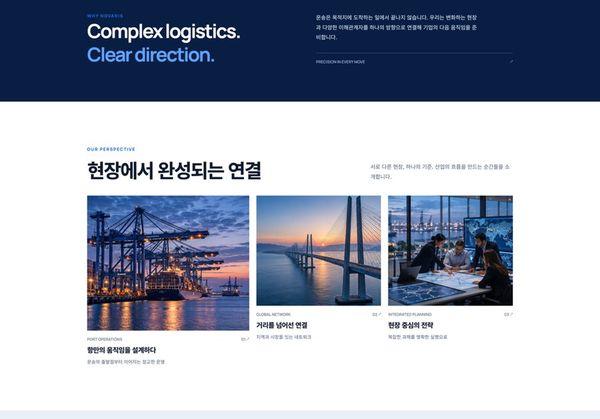 WHY NOVARIS
Complex logistics.
Clear direction.
운송은 목적지에 도착하는 일에서 끝나지 않습니다. 우리는 변화하는 현장
과 다양한 이해관계자를 하나의 방향으로 연결해 기업의 다음 움직임을 준
비합니다.
PRECISION IN EVERY MOVE ↗
OUR PERSPECTIVE
현장에서 완성되는 연결
서로 다른 현장, 하나의 기준. 산업의 흐름을 만드는 순간들을 소
개합니다.
PORT OPERATIONS 01 ↗
항만의 움직임을 설계하다
운송의 출발점부터 이어지는 정교한 운영
GLOBAL NETWORK 02 ↗
거리를 넘어선 연결
지역과 시장을 잇는 네트워크
INTEGRATED PLANNING 03 ↗
현장 중심의 전략
복잡한 과제를 명확한 실행으로